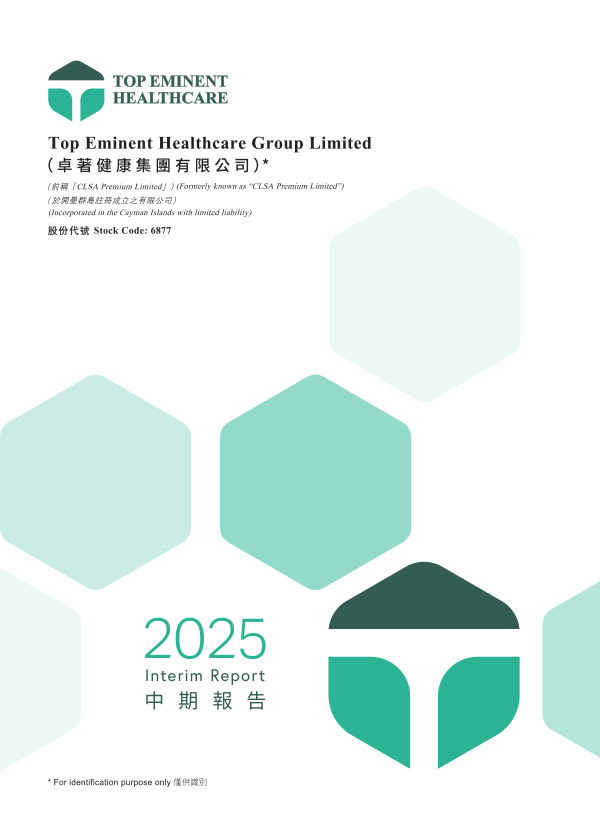 TOP EMINENT
HEALTHCARE
Top Eminent Healthcare Group Limited
(卓著健康集團有限公司)*
(前稱「CLSA Premium Limited」) (Formerly known as “CLSA Premium Limited”)
(於開曼群島註冊成立之有限公司)
(Incorporated in the Cayman Islands with limited liability)
股份代號 Stock Code: 6877
2025
Interim Report
中期報告
* For identification purpose only 僅供識別